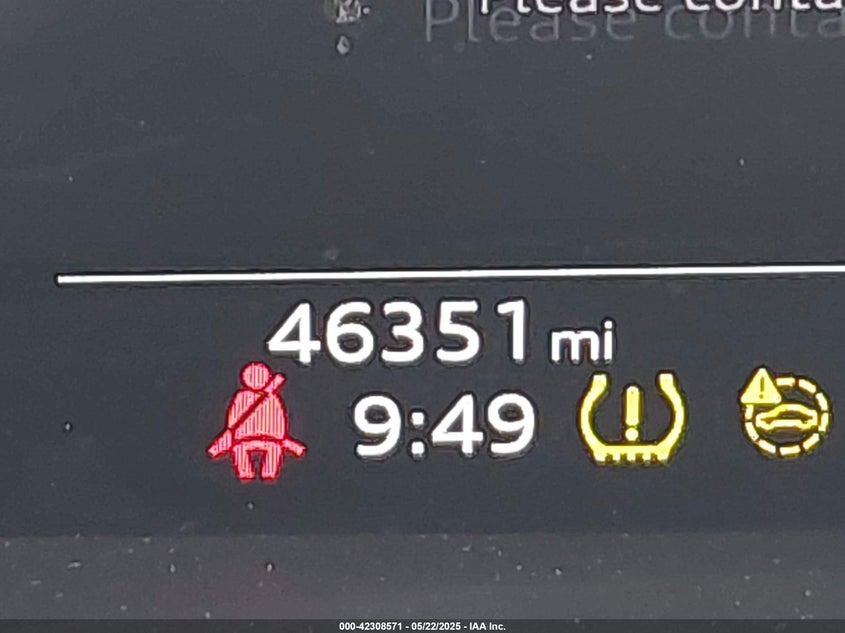 Please conta
46351 mi
9:49
000-42308571 - 05/22/2025 - IAA Inc.